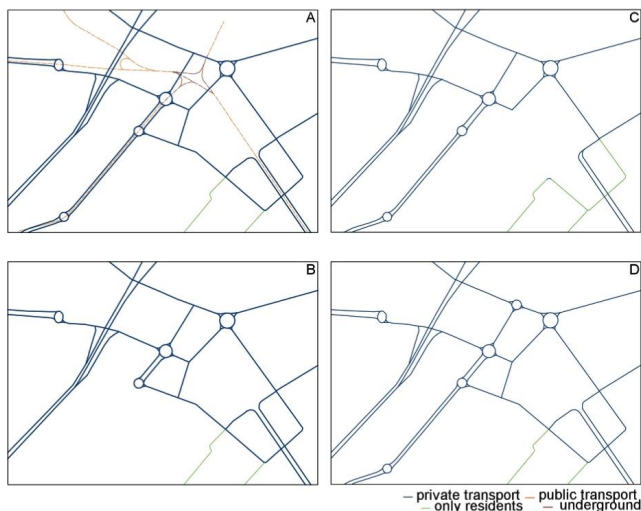 A
C
B
D
private transport
public transport
only residents
underground